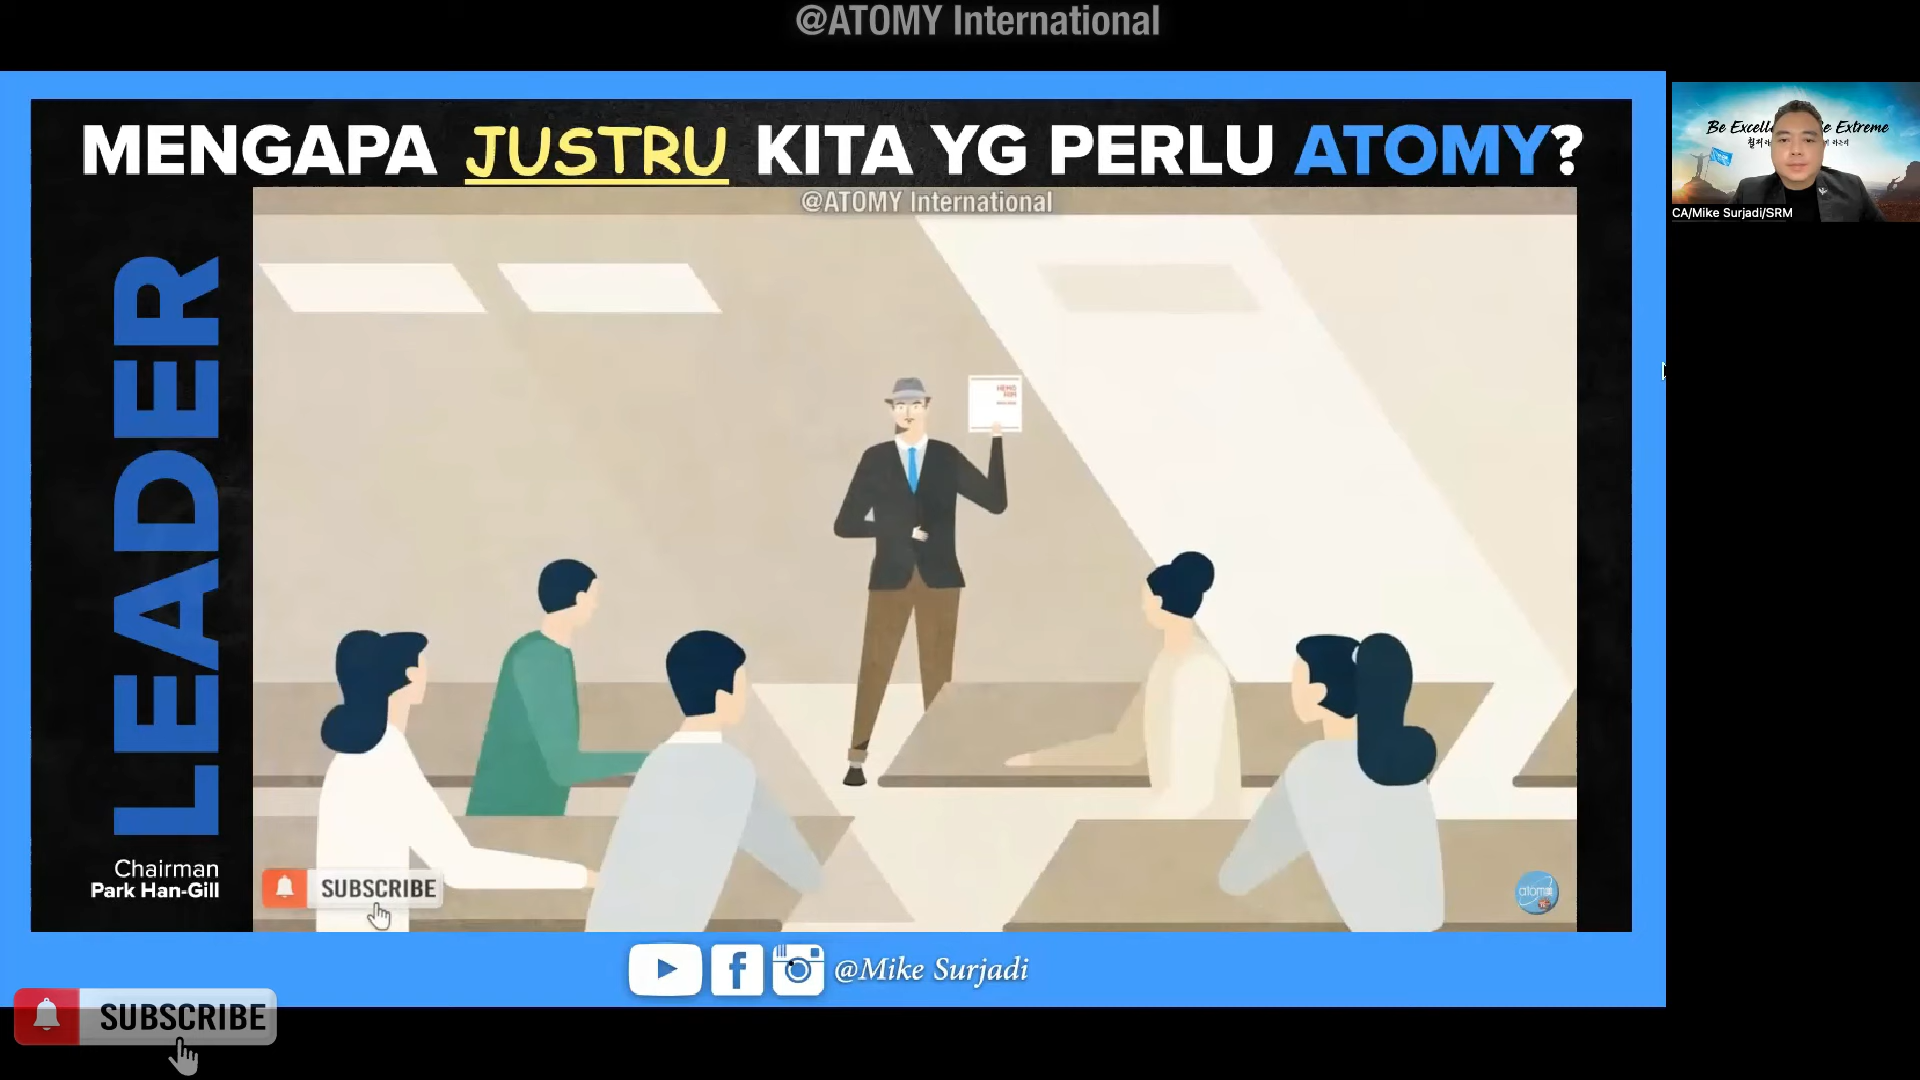 @ATOMY International
MENGAPA JUSTRU KITA YG PERLU ATOMY?
@ATOMY International
Be Excell
e Extreme
CA/Mike Surjadi/SRM
LEADER
Chairman
Park Han-Gill
SUBSCRIBE
@Mike Surjadi
SUBSCRIBE